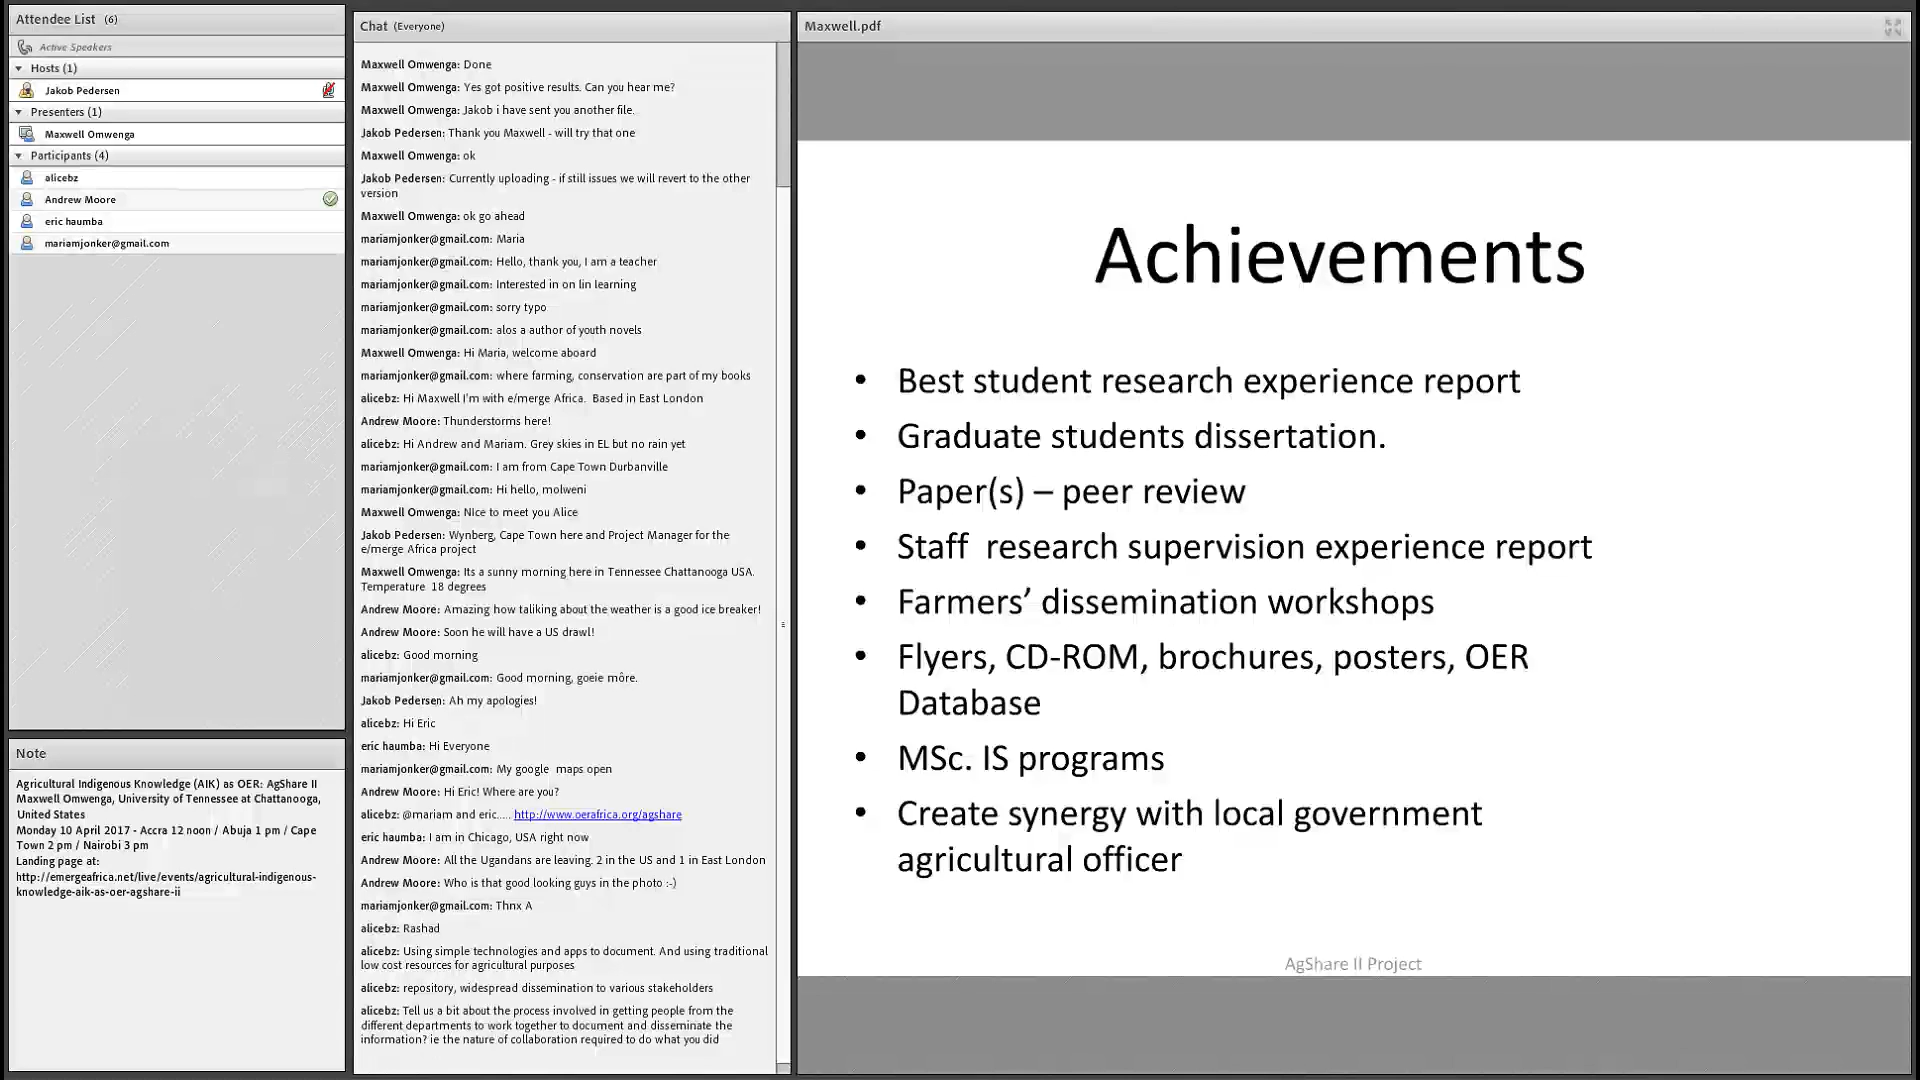 Attendee List (6)
Active Speakers
Hosts (1)
Jakob Pedersen
Presenters (1)
Maxwell Omwenga
Participants (4)
alicebz
Andrew Moore
eric haumba
mariamjonker@gmail.com
Note
Agricultural Indigenous Knowledge (AIK) as OER: AgShare II
Maxwell Omwenga, University of Tennessee at Chattanooga,
United States
Monday 10 April 2017 - Accra 12 noon / Abuja 1 pm / Cape
Town 2 pm / Nairobi 3 pm
Landing page at:
http://emergeafrica.net/live/events/agricultural-indigenous-
knowledge-aik-as-oer-agshare-ii
Chat (Everyone)
Maxwell Omwenga: Done
Maxwell Omwenga: Yes got positive results. Can you hear me?
Maxwell Omwenga: Jakob i have sent you another file.
Jakob Pedersen: Thank you Maxwell - will try that one
Maxwell Omwenga: ok
Jakob Pedersen: Currently uploading - if still issues we will revert to the other
version
Maxwell Omwenga: ok go ahead
mariamjonker@gmail.com: Maria
mariamjonker@gmail.com: Hello, thank you, I am a teacher
mariamjonker@gmail.com: Interested in on lin learning
mariamjonker@gmail.com: sorry typo
mariamjonker@gmail.com: alos a author of youth novels
Maxwell Omwenga: Hi Maria, welcome aboard
mariamjonker@gmail.com: where farming, conservation are part of my books
alicebz: Hi Maxwell I'm with e/merge Africa. Based in East London
Andrew Moore: Thunderstorms here!
alicebz: Hi Andrew and Mariam. Grey skies in EL but no rain yet
mariamjonker@gmail.com: I am from Cape Town Durbanville
mariamjonker@gmail.com: Hi hello, molweni
Maxwell Omwenga: Nice to meet you Alice
Jakob Pedersen: Wynberg, Cape Town here and Project Manager for the
e/merge Africa project
Maxwell Omwenga: Its a sunny morning here in Tennessee Chattanooga USA.
Temperature 18 degrees
Andrew Moore: Amazing how taliking about the weather is a good ice breaker!
Andrew Moore: Soon he will have a US drawl!
alicebz: Good morning
mariamjonker@gmail.com: Good morning, goeie môre.
Jakob Pedersen: Ah my apologies!
alicebz: Hi Eric
eric haumba: Hi Everyone
mariamjonker@gmail.com: My google maps open
Andrew Moore: Hi Eric! Where are you?
alicebz: @mariam and eric..... http://www.oerafrica.org/agshare
eric haumba: I am in Chicago, USA right now
Andrew Moore: All the Ugandans are leaving. 2 in the US and 1 in East London
Andrew Moore: Who is that good looking guys in the photo :-)
mariamjonker@gmail.com: Thnx A
alicebz: Rashad
alicebz: Using simple technologies and apps to document. And using traditional
low cost resources for agricultural purposes
alicebz: repository, widespread dissemination to various stakeholders
alicebz: Tell us a bit about the process involved in getting people from the
different departments to work together to document and disseminate the
information? ie the nature of collaboration required to do what you did
Maxwell.pdf
Achievements
• Best student research experience report
• Graduate students dissertation.
• Paper(s) – peer review
• Staff research supervision experience report
• Farmers’ dissemination workshops
• Flyers, CD-ROM, brochures, posters, OER
Database
• MSc. IS programs
• Create synergy with local government
agricultural officer
AgShare II Project